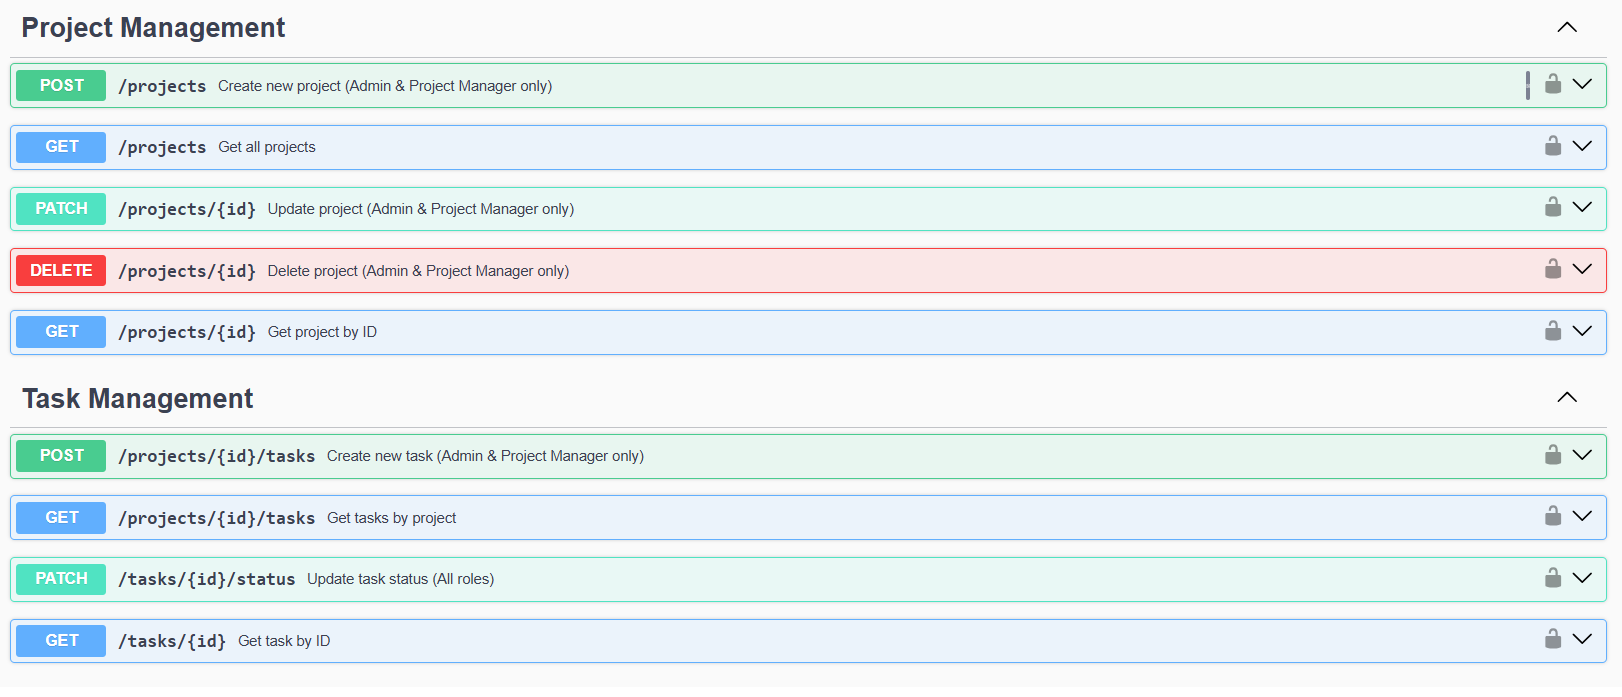 Project Management
POST /projects Create new project (Admin & Project Manager only)
GET /projects Get all projects
PATCH /projects/{id} Update project (Admin & Project Manager only)
DELETE /projects/{id} Delete project (Admin & Project Manager only)
GET /projects/{id} Get project by ID
Task Management
POST /projects/{id}/tasks Create new task (Admin & Project Manager only)
GET /projects/{id}/tasks Get tasks by project
PATCH /tasks/{id}/status Update task status (All roles)
GET /tasks/{id} Get task by ID